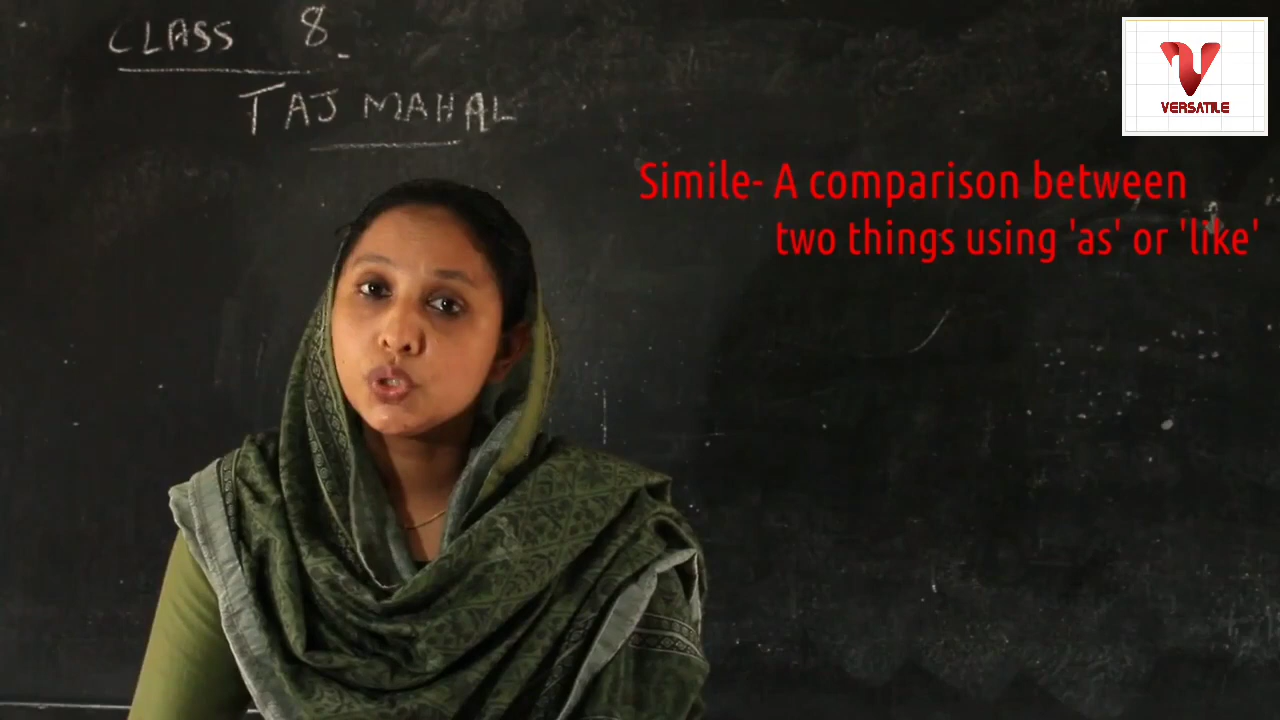 CLASS 8
TAJ MAHAL
VERSATILE
Simile- A comparison between
two things using 'as' or 'like'